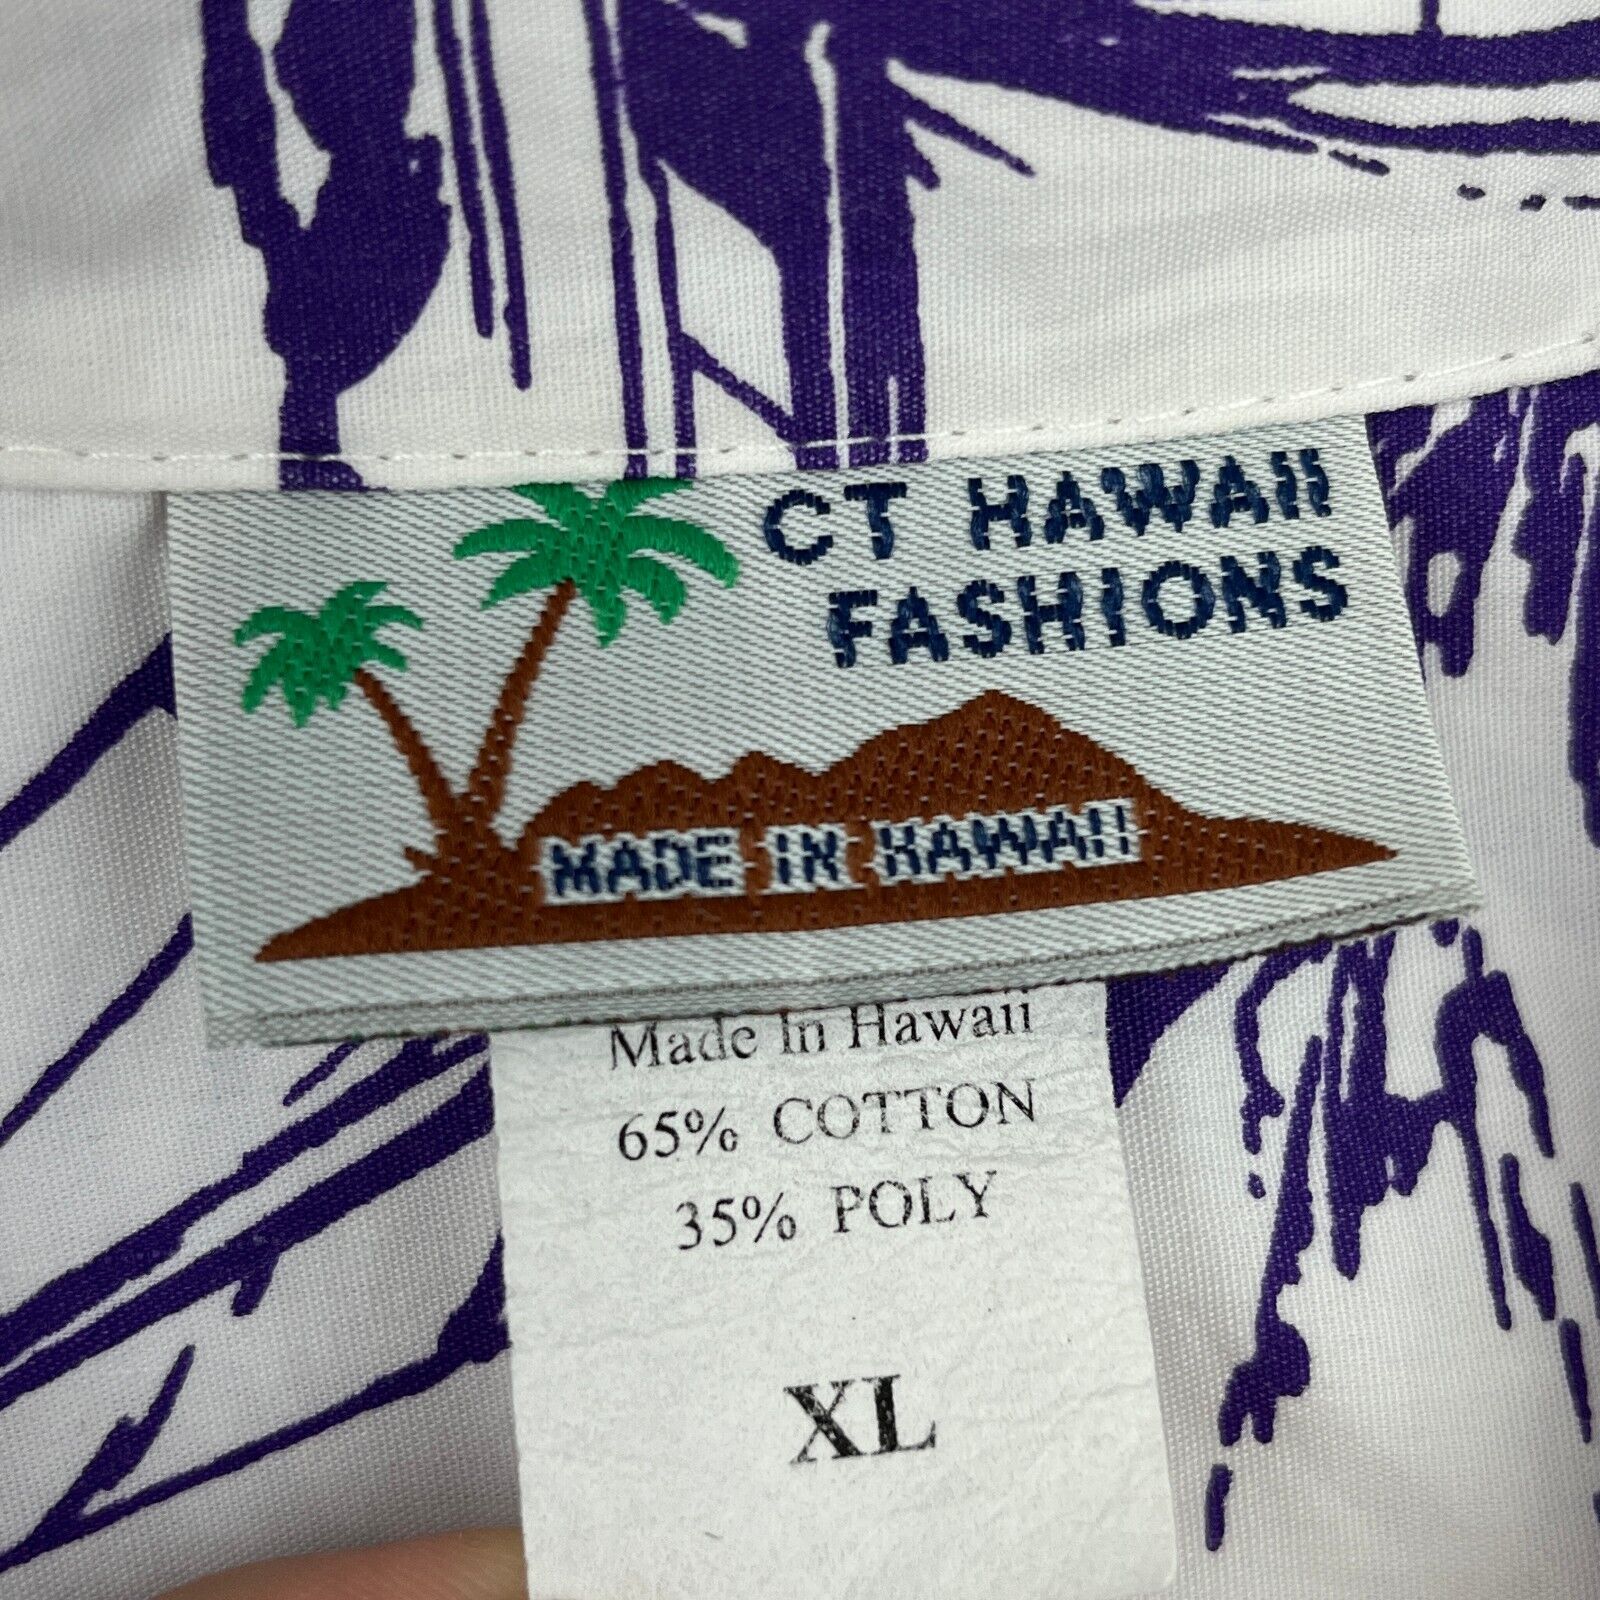 CT HAWAII
FASHIONS
MADE IN HAWAII
Made In Hawaii
65% COTTON
35% POLY
XL